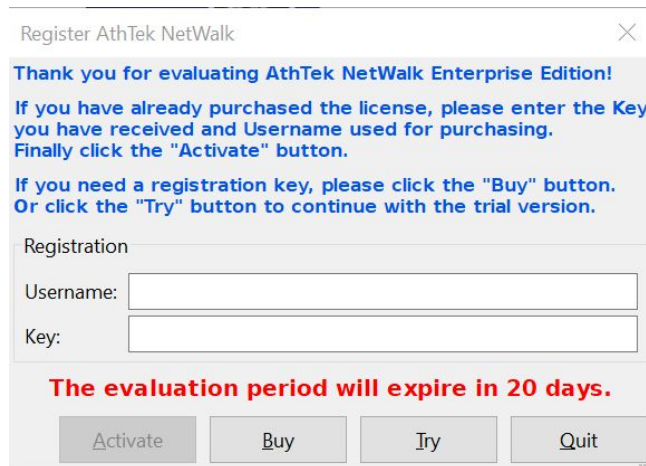 Register AthTek NetWalk
Thank you for evaluating AthTek NetWalk Enterprise Edition!
If you have already purchased the license, please enter the Key
you have received and Username used for purchasing.
Finally click the "Activate" button.
If you need a registration key, please click the "Buy" button.
Or click the "Try" button to continue with the trial version.
Registration
Username:
Key:
The evaluation period will expire in 20 days.
Activate Buy Try Quit